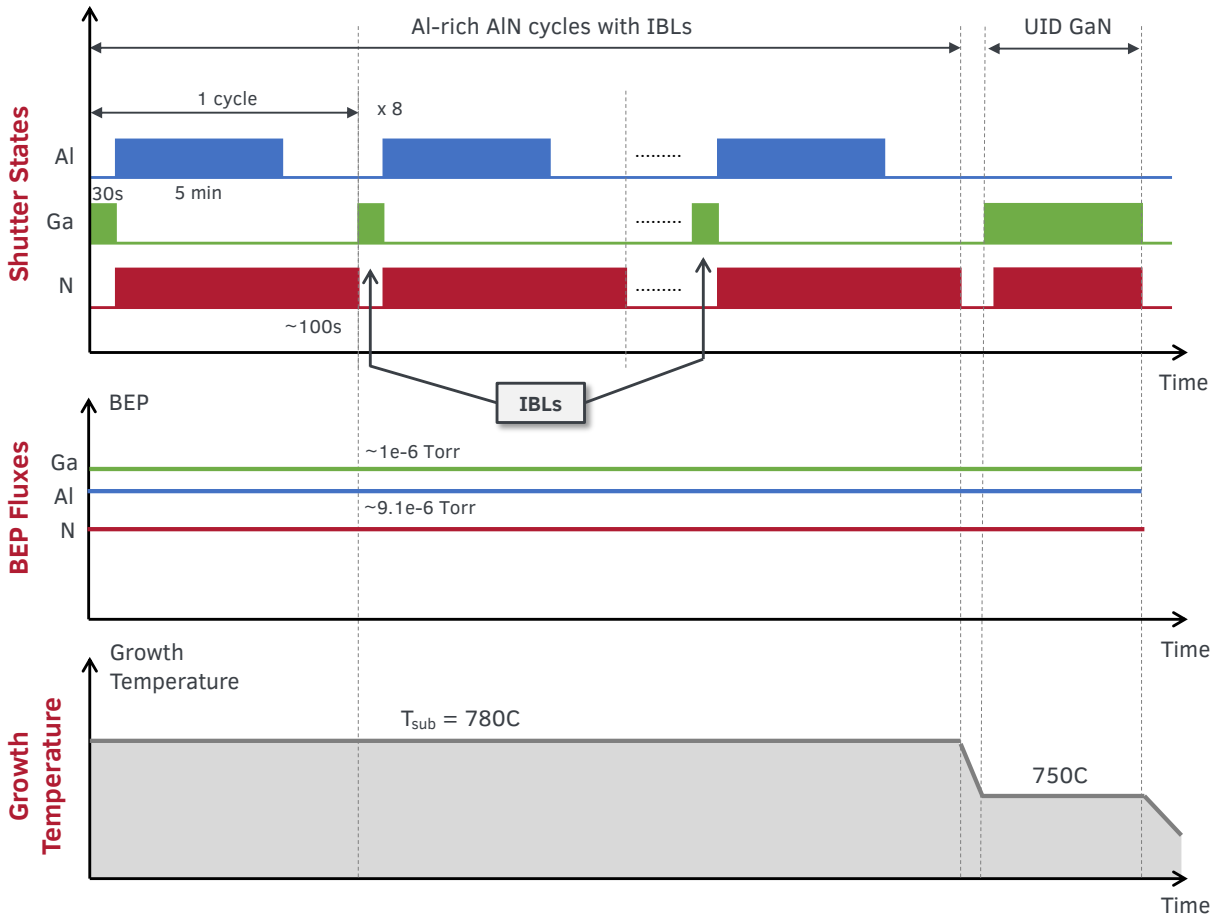 Al-rich AlN cycles with IBLs
UID GaN
1 cycle
x 8
Shutter States
Al
.........
30s
5 min
Ga
.........
N
.........
~100s
Time
IBLs
BEP
BEP Fluxes
Ga
~1e-6 Torr
Al
~9.1e-6 Torr
N
Time
Growth
Temperature
Growth
Temperature
Tsub = 780C
750C
Time